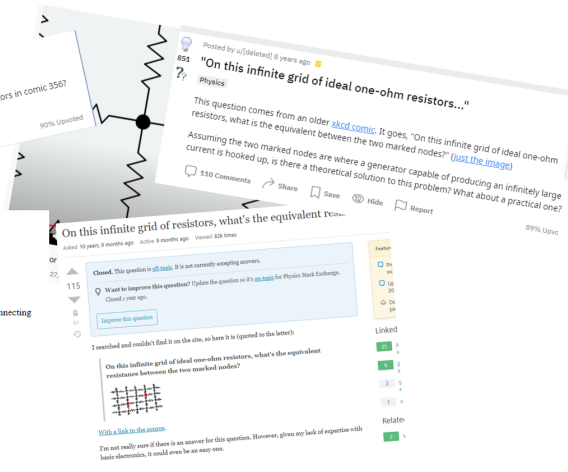 ors in comic 356?
90% Upvoted
Posted by u/[deleted] 8 years ago
851
"On this infinite grid of ideal one-ohm resistors..."
??
Physics
This question comes from an older xkcd comic. It goes, "On this infinite grid of ideal one-ohm
resistors, what is the equivalent between the two marked nodes?" (just the image)
Assuming the two marked nodes are where a generator capable of producing an infinitely large
current is hooked up, is there a theoretical solution to this problem? What about a practical one?
110 Comments Share Save Hide Report
89% Upvo
27,
nnecting
On this infinite grid of resistors, what's the equivalent
Asked 10 years, 9 months ago Active 9 months ago Viewed 82k times
115
Closed. This question is off-topic. It is not currently accepting answers.
Want to improve this question? Update the question so it's on-topic for Physics Stack Exchange.
Closed 1 year ago.
Improve this question
I searched and couldn't find it on the site, so here it is (quoted to the letter):
On this infinite grid of ideal one-ohm resistors, what's the equivalent
resistance between the two marked nodes?
With a link to the source.
I'm not really sure if there is an answer for this question. However, given my lack of expertise with
basic electronics, it could even be an easy one.
Featur
Linked
25
6
2
1
Relate
2